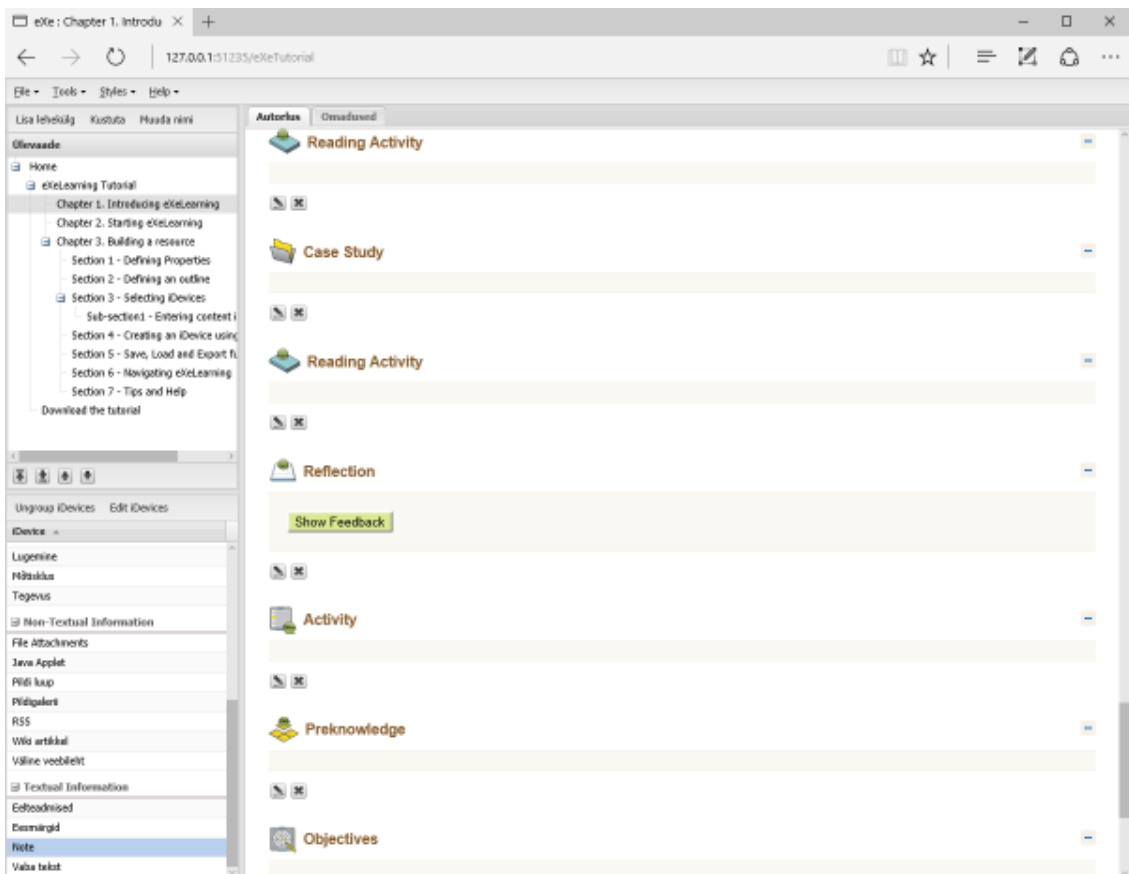 eXe : Chapter 1. Introdu
127.0.0.1:51235/eXeTutorial
File Tools Styles Help
Lisa lehekülg Kustuta Muuda nimi
Ülevaade
Home
eXeLearning Tutorial
Chapter 1. Introducing eXeLearning
Chapter 2. Starting eXeLearning
Chapter 3. Building a resource
Section 1 - Defining Properties
Section 2 - Defining an outline
Section 3 - Selecting iDevices
Sub-section1 - Entering content i
Section 4 - Creating an iDevice using
Section 5 - Save, Load and Export fu
Section 6 - Navigating eXeLearning
Section 7 - Tips and Help
Download the tutorial
Ungroup iDevices Edit iDevices
iDevice
Lugemine
Mõtisklus
Tegevus
Non-Textual Information
File Attachments
Java Applet
Pildi luup
Pildigalerii
RSS
Wiki artikkel
Väline veebileht
Textual Information
Eelteadmised
Eesmärgid
Note
Vaba tekst
Autorlus Omadused
Reading Activity
Case Study
Reading Activity
Reflection
Show Feedback
Activity
Preknowledge
Objectives